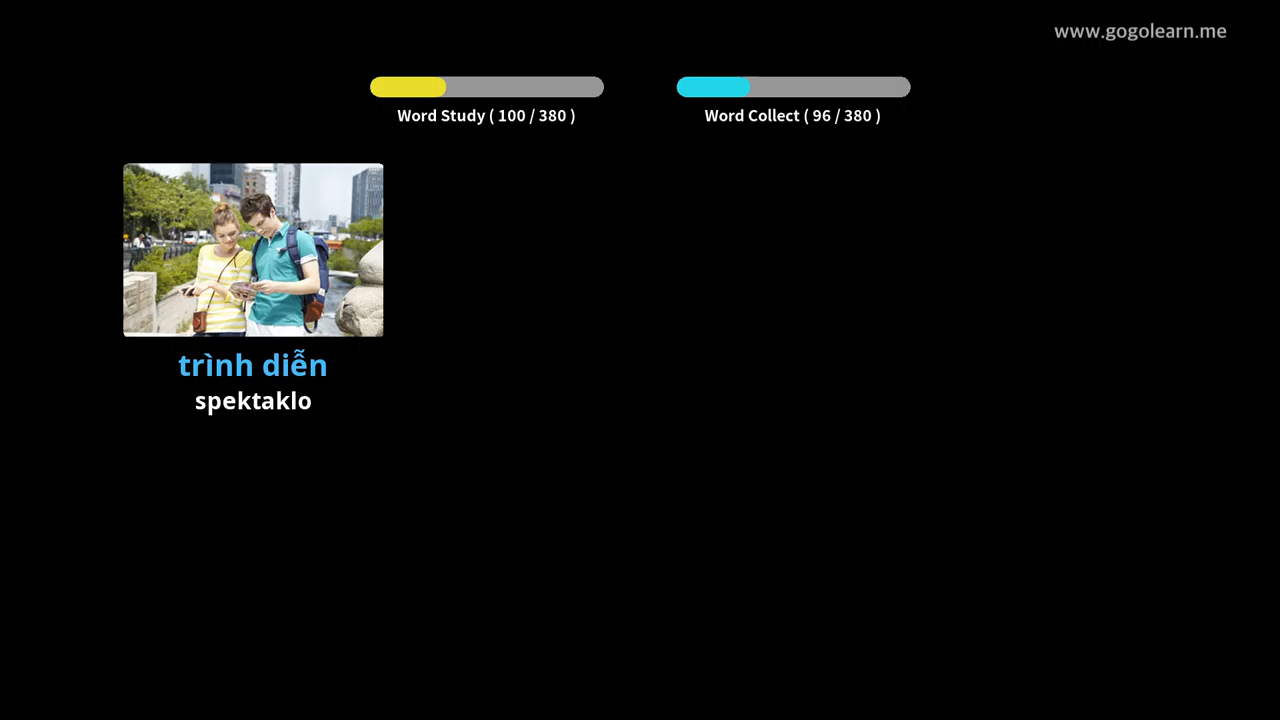 www.gogolearn.me
Word Study ( 100 / 380 )
Word Collect ( 96 / 380 )
trình diễn
spektaklo